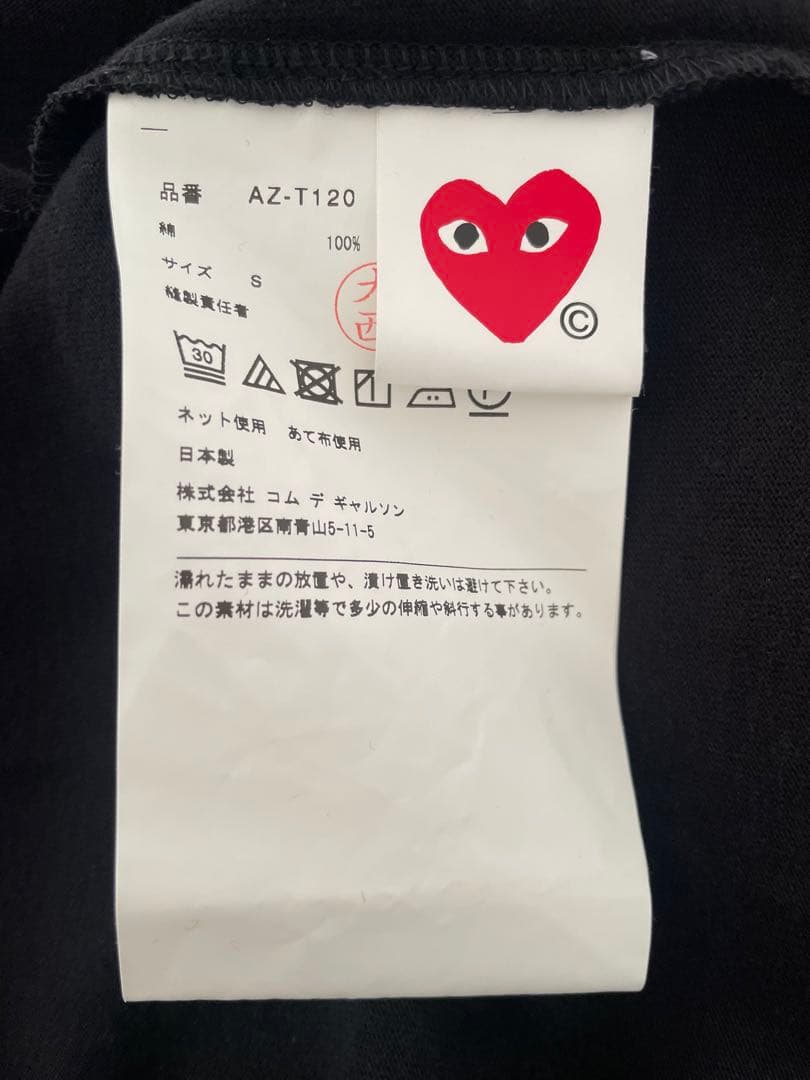 品番 AZ-T120
綿 100%
サイズ S
縫製責任者
大西
30
ネット使用 あて布使用
日本製
株式会社 コム デ ギャルソン
東京都港区南青山5-11-5
濡れたままの放置や、漬け置き洗いは避けて下さい。
この素材は洗濯等で多少の伸縮や斜行する事があります。
©